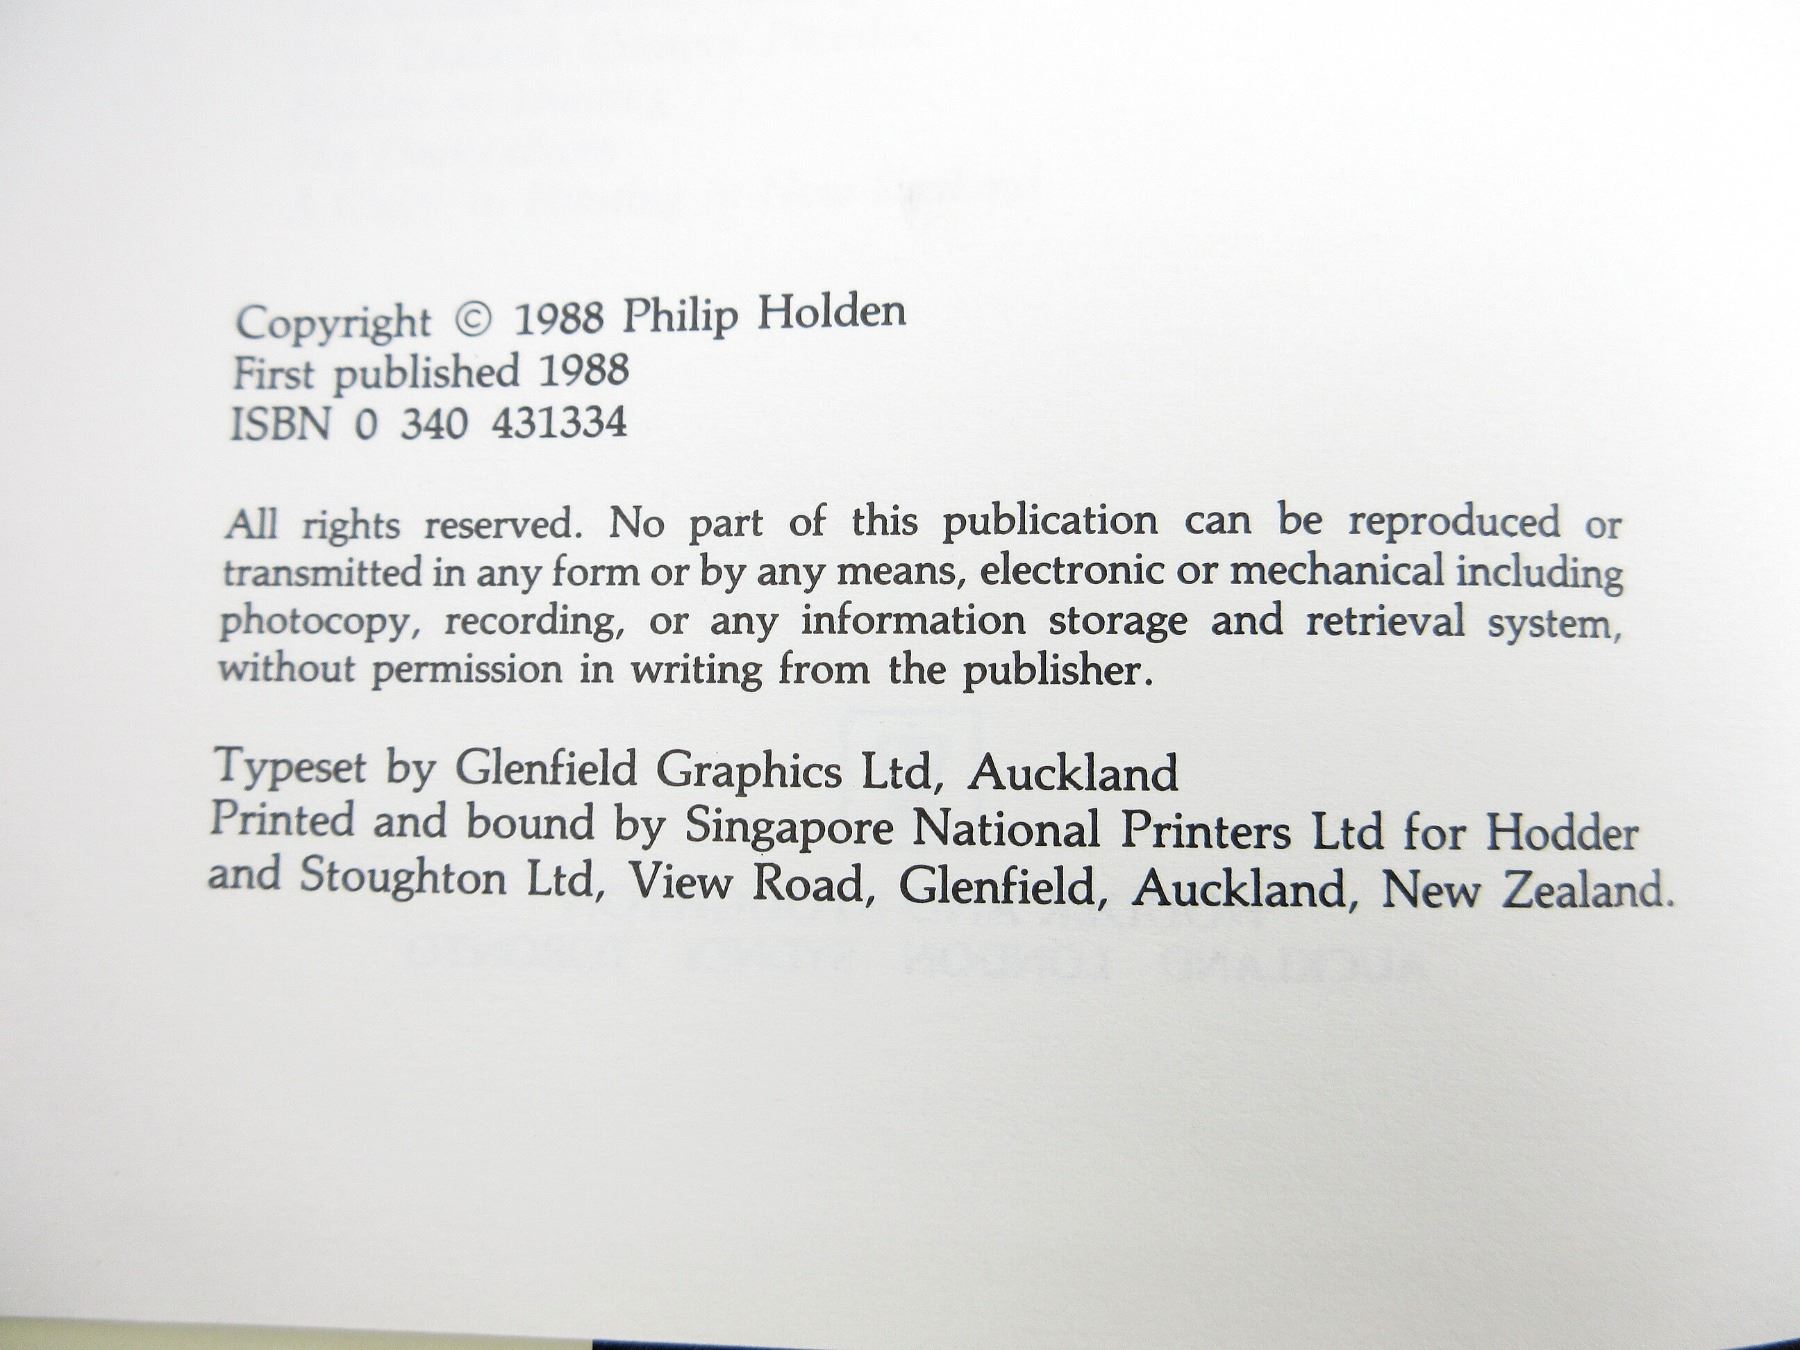 Copyright © 1988 Philip Holden
First published 1988
ISBN 0 340 431334
All rights reserved. No part of this publication can be reproduced or
transmitted in any form or by any means, electronic or mechanical including
photocopy, recording, or any information storage and retrieval system,
without permission in writing from the publisher.
Typeset by Glenfield Graphics Ltd, Auckland
Printed and bound by Singapore National Printers Ltd for Hodder
and Stoughton Ltd, View Road, Glenfield, Auckland, New Zealand.